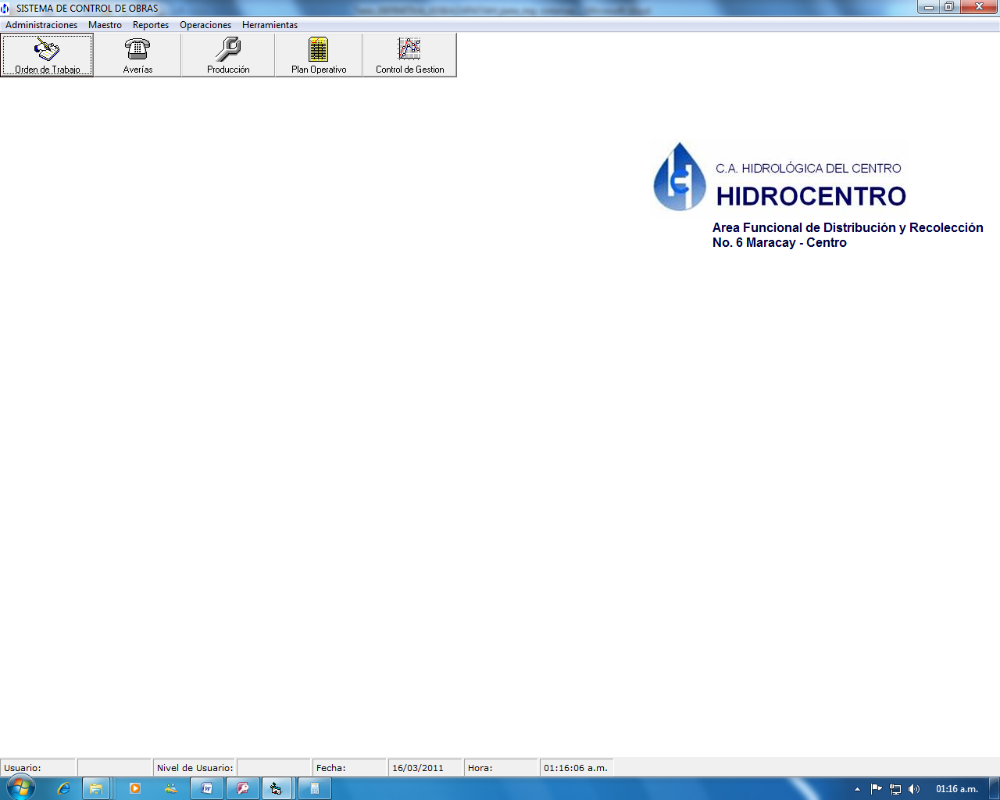 SISTEMA DE CONTROL DE OBRAS
Administraciones Maestro Reportes Operaciones Herramientas
Orden de Trabajo Averías Producción Plan Operativo Control de Gestion
C.A. HIDROLÓGICA DEL CENTRO
HIDROCENTRO
Area Funcional de Distribución y Recolección
No. 6 Maracay - Centro
Usuario: Nivel de Usuario: Fecha: 16/03/2011 Hora: 01:16:06 a.m.
01:16 a.m.